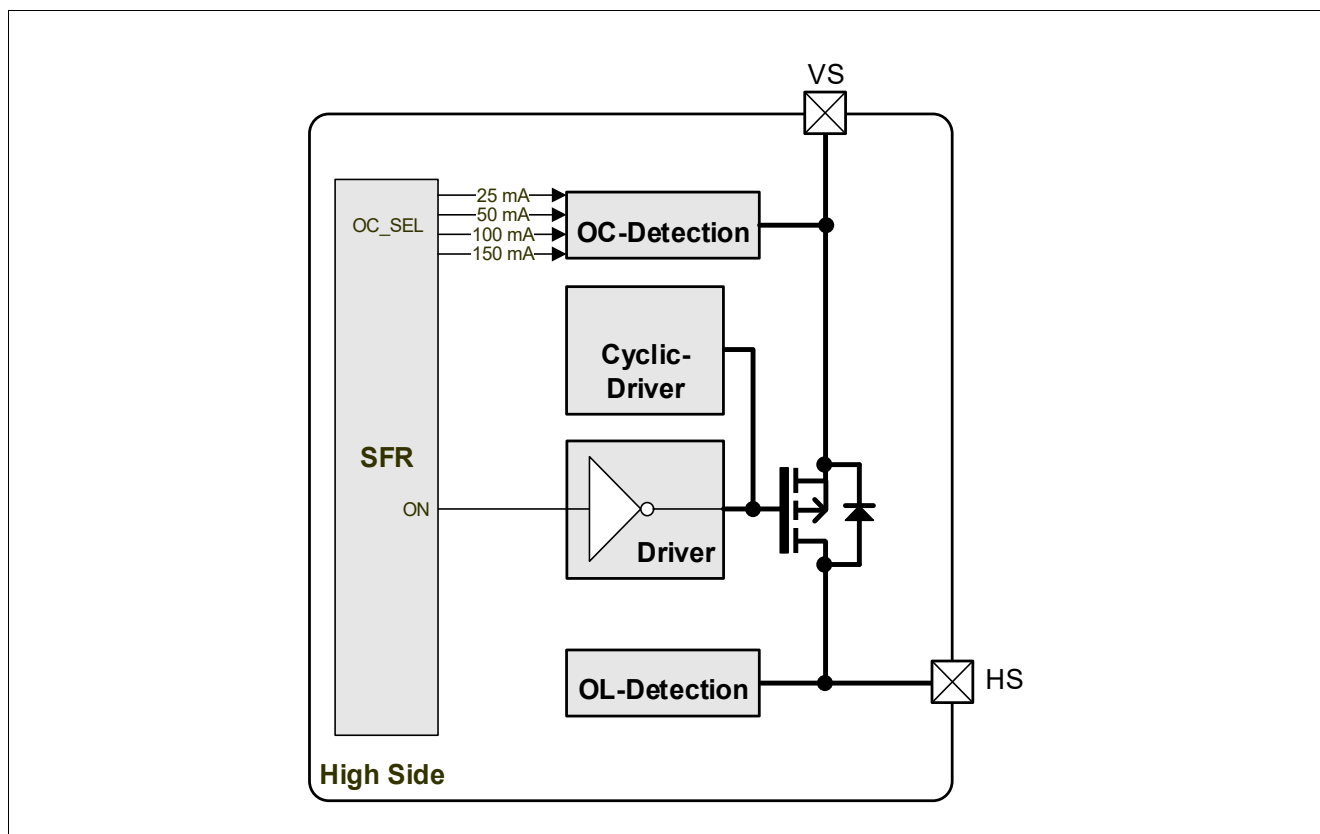 VS
25 mA
50 mA
OC_SEL
100 mA
150 mA
OC-Detection
Cyclic-
Driver
SFR
ON
Driver
OL-Detection
HS
High Side